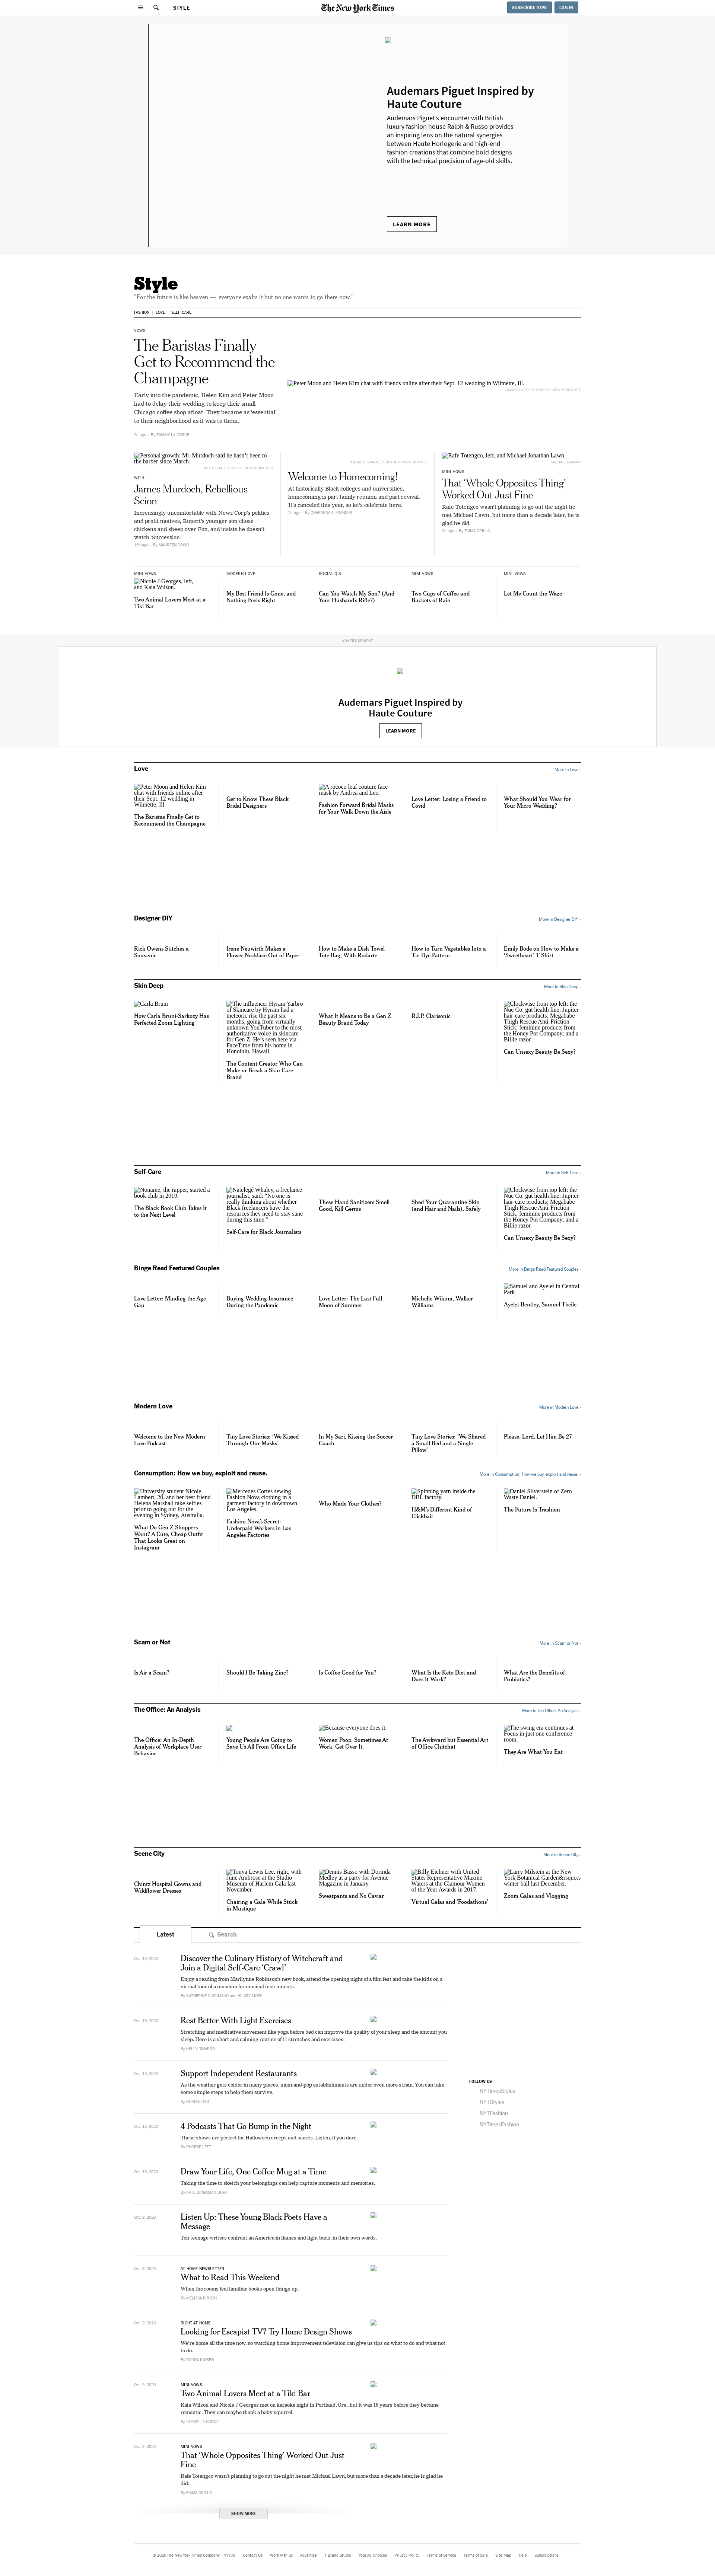 STYLE
The New York Times
SUBSCRIBE NOW
LOG IN
Audemars Piguet Inspired by
Haute Couture
Audemars Piguet's encounter with British
luxury fashion house Ralph & Russo provides
an inspiring lens on the natural synergies
between Haute Horlogerie and high-end
fashion creations that combine bold designs
with the technical precision of age-old skills.
LEARN MORE
Style
"For the future is like heaven — everyone exalts it but no one wants to go there now."
FASHION LOVE SELF-CARE
VOWS
The Baristas Finally
Get to Recommend the
Champagne
Early into the pandemic, Helen Kim and Peter Moon
had to delay their wedding to keep their small
Chicago coffee shop afloat. They became as 'essential'
to their neighborhood as it was to them.
2d ago · By TAMMY LA GORCE
Peter Moon and Helen Kim chat with friends online after their Sept. 12 wedding in Wilmette, Ill.
Personal growth: Mr. Murdoch said he hasn't been to
the barber since March.
WITH ...
James Murdoch, Rebellious
Scion
Increasingly uncomfortable with News Corp's politics
and profit motives, Rupert's younger son chose
chickens and sheep over Fox, and insists he doesn't
watch 'Succession.'
19h ago · By MAUREEN DOWD
Welcome to Homecoming!
At historically Black colleges and universities,
homecoming is part family reunion and part revival.
It's canceled this year, so let's celebrate here.
2d ago · By CHARMAINE ALEXANDER
Rafe Totengco, left, and Michael Jonathan Lawn.
MINI-VOWS
That 'Whole Opposites Thing'
Worked Out Just Fine
Rafe Totengco wasn't planning to go out the night he
met Michael Lawn, but more than a decade later, he is
glad he did.
2d ago · By EMMA GRILLO
MINI-VOWS
Nicole J Georges, left,
and Kaia Wilson.
Two Animal Lovers Meet at a
Tiki Bar
MODERN LOVE
My Best Friend Is Gone, and
Nothing Feels Right
SOCIAL Q'S
Can You Watch My Son? (And
Your Husband's Rifle?)
MINI-VOWS
Two Cups of Coffee and
Buckets of Rain
MINI-VOWS
Let Me Count the Waze
ADVERTISEMENT
Audemars Piguet Inspired by
Haute Couture
LEARN MORE
Love
More in Love ›
Peter Moon and Helen Kim
chat with friends online after
their Sept. 12 wedding in
Wilmette, Ill.
The Baristas Finally Get to
Recommend the Champagne
Get to Know These Black
Bridal Designers
A rococo leaf couture face
mask by Andrea and Leo.
Fashion Forward Bridal Masks
for Your Walk Down the Aisle
Love Letter: Losing a Friend to
Covid
What Should You Wear for
Your Micro Wedding?
Designer DIY
More in Designer DIY ›
Rick Owens Stitches a
Souvenir
Irene Neuwirth Makes a
Flower Necklace Out of Paper
How to Make a Dish Towel
Tote Bag, With Rodarte
How to Turn Vegetables Into a
Tie-Dye Pattern
Emily Bode on How to Make a
'Sweetheart' T-Shirt
Skin Deep
More in Skin Deep ›
Carla Bruni
How Carla Bruni-Sarkozy Has
Perfected Zoom Lighting
The influencer Hyram Yarbro
of Skincare by Hyram had a
meteoric rise the past six
months, going from virtually
unknown YouTuber to the most
authoritative voice in skincare
for Gen Z. He's seen here via
FaceTime from his home in
Honolulu, Hawaii.
The Content Creator Who Can
Make or Break a Skin Care
Brand
What It Means to Be a Gen Z
Beauty Brand Today
R.I.P. Clarisonic
Clockwise from top left: the
Nue Co. gut health line; Jupiter
hair-care products; Megababe
Thigh Rescue Anti-Friction
Stick; feminine products from
the Honey Pot Company; and a
Billie razor.
Can Unsexy Beauty Be Sexy?
Self-Care
More in Self-Care ›
Noname, the rapper, started a
book club in 2019.
The Black Book Club Takes It
to the Next Level
Natelegé Whaley, a freelance
journalist, said: "No one is
really thinking about whether
Black freelancers have the
resources they need to stay sane
during this time."
Self-Care for Black Journalists
These Hand Sanitizers Smell
Good, Kill Germs
Shed Your Quarantine Skin
(and Hair and Nails), Safely
Clockwise from top left: the
Nue Co. gut health line; Jupiter
hair-care products; Megababe
Thigh Rescue Anti-Friction
Stick; feminine products from
the Honey Pot Company; and a
Billie razor.
Can Unsexy Beauty Be Sexy?
Binge Read Featured Couples
More in Binge Read Featured Couples ›
Love Letter: Minding the Age
Gap
Buying Wedding Insurance
During the Pandemic
Love Letter: The Last Full
Moon of Summer
Michelle Wikum, Walker
Williams
Samuel and Ayelet in Central
Park
Ayelet Bentley, Samuel Theile
Modern Love
More in Modern Love ›
Welcome to the New Modern
Love Podcast
Tiny Love Stories: 'We Kissed
Through Our Masks'
In My Sari, Kissing the Soccer
Coach
Tiny Love Stories: 'We Shared
a Small Bed and a Single
Pillow'
Please, Lord, Let Him Be 27
Consumption: How we buy, exploit and reuse.
More in Consumption: How we buy, exploit and reuse. ›
University student Nicole
Lambert, 20, and her best friend
Helena Marshall take selfies
prior to going out for the
evening in Sydney, Australia.
What Do Gen Z Shoppers
Want? A Cute, Cheap Outfit
That Looks Great on
Instagram
Mercedes Cortes sewing
Fashion Nova clothing in a
garment factory in downtown
Los Angeles.
Fashion Nova's Secret:
Underpaid Workers in Los
Angeles Factories
Who Made Your Clothes?
Spinning yarn inside the
DBL factory.
H&M's Different Kind of
Clickbait
Daniel Silverstein of Zero
Waste Daniel.
The Future Is Trashion
Scam or Not
More in Scam or Not ›
Is Air a Scam?
Should I Be Taking Zinc?
Is Coffee Good for You?
What Is the Keto Diet and
Does It Work?
What Are the Benefits of
Probiotics?
The Office: An Analysis
More in The Office: An Analysis ›
The Office: An In-Depth
Analysis of Workplace User
Behavior
Young People Are Going to
Save Us All From Office Life
Because everyone does it.
Women Poop. Sometimes At
Work. Get Over It.
The Awkward but Essential Art
of Office Chitchat
The swing era continues at
Focus in just one conference
room.
They Are What You Eat
Scene City
More in Scene City ›
Chintz Hospital Gowns and
Wildflower Dresses
Tonya Lewis Lee, right, with
June Ambrose at the Studio
Museum of Harlem Gala last
November.
Chairing a Gala While Stuck
in Mustique
Dennis Basso with Dorinda
Medley at a party for Avenue
Magazine in January.
Sweatpants and No Caviar
Billy Eichner with United
States Representative Maxine
Waters at the Glamour Women
of the Year Awards in 2017.
Virtual Galas and 'Foodathons'
Larry Milstein at the New
York Botanical Garden&rsquo;s
winter ball last December.
Zoom Galas and Vlogging
Latest
Search
Oct. 10, 2020
Discover the Culinary History of Witchcraft and
Join a Digital Self-Care 'Crawl'
Enjoy a reading from Marilynne Robinson's new book, attend the opening night of a film fest and take the kids on a
virtual tour of a museum for musical instruments.
By KATHERINE CUSUMANO and HILARY MOSS
Oct. 10, 2020
Rest Better With Light Exercises
Stretching and meditative movement like yoga before bed can improve the quality of your sleep and the amount you
sleep. Here is a short and calming routine of 11 stretches and exercises.
By KELLY DINARDO
Oct. 10, 2020
Support Independent Restaurants
As the weather gets colder in many places, mom-and-pop establishments are under even more strain. You can take
some simple steps to help them survive.
By BONNIE TSUI
FOLLOW US
NYTimesStyles
NYTStyles
NYTFashion
NYTimesFashion
Oct. 10, 2020
4 Podcasts That Go Bump in the Night
These shows are perfect for Halloween creeps and scares. Listen, if you dare.
By PHOEBE LETT
Oct. 10, 2020
Draw Your Life, One Coffee Mug at a Time
Taking the time to sketch your belongings can help capture moments and memories.
By KATE BINGAMAN-BURT
Oct. 9, 2020
Listen Up: These Young Black Poets Have a
Message
Ten teenage writers confront an America in flames and fight back, in their own words.
Oct. 9, 2020
AT HOME NEWSLETTER
What to Read This Weekend
When the rooms feel familiar, books open things up.
By MELISSA KIRSCH
Oct. 9, 2020
RIGHT AT HOME
Looking for Escapist TV? Try Home Design Shows
We're home all the time now, so watching home improvement television can give us tips on what to do and what not
to do.
By RONDA KAYSEN
Oct. 9, 2020
MINI-VOWS
Two Animal Lovers Meet at a Tiki Bar
Kaia Wilson and Nicole J Georges met on karaoke night in Portland, Ore., but it was 16 years before they became
romantic. They can maybe thank a baby squirrel.
By TAMMY LA GORCE
Oct. 9, 2020
MINI-VOWS
That 'Whole Opposites Thing' Worked Out Just
Fine
Rafe Totengco wasn't planning to go out the night he met Michael Lawn, but more than a decade later, he is glad he
did.
By EMMA GRILLO
SHOW MORE
© 2020 The New York Times Company NYTCo Contact Us Work with us Advertise T Brand Studio Your Ad Choices Privacy Policy Terms of Service Terms of Sale Site Map Help Subscriptions